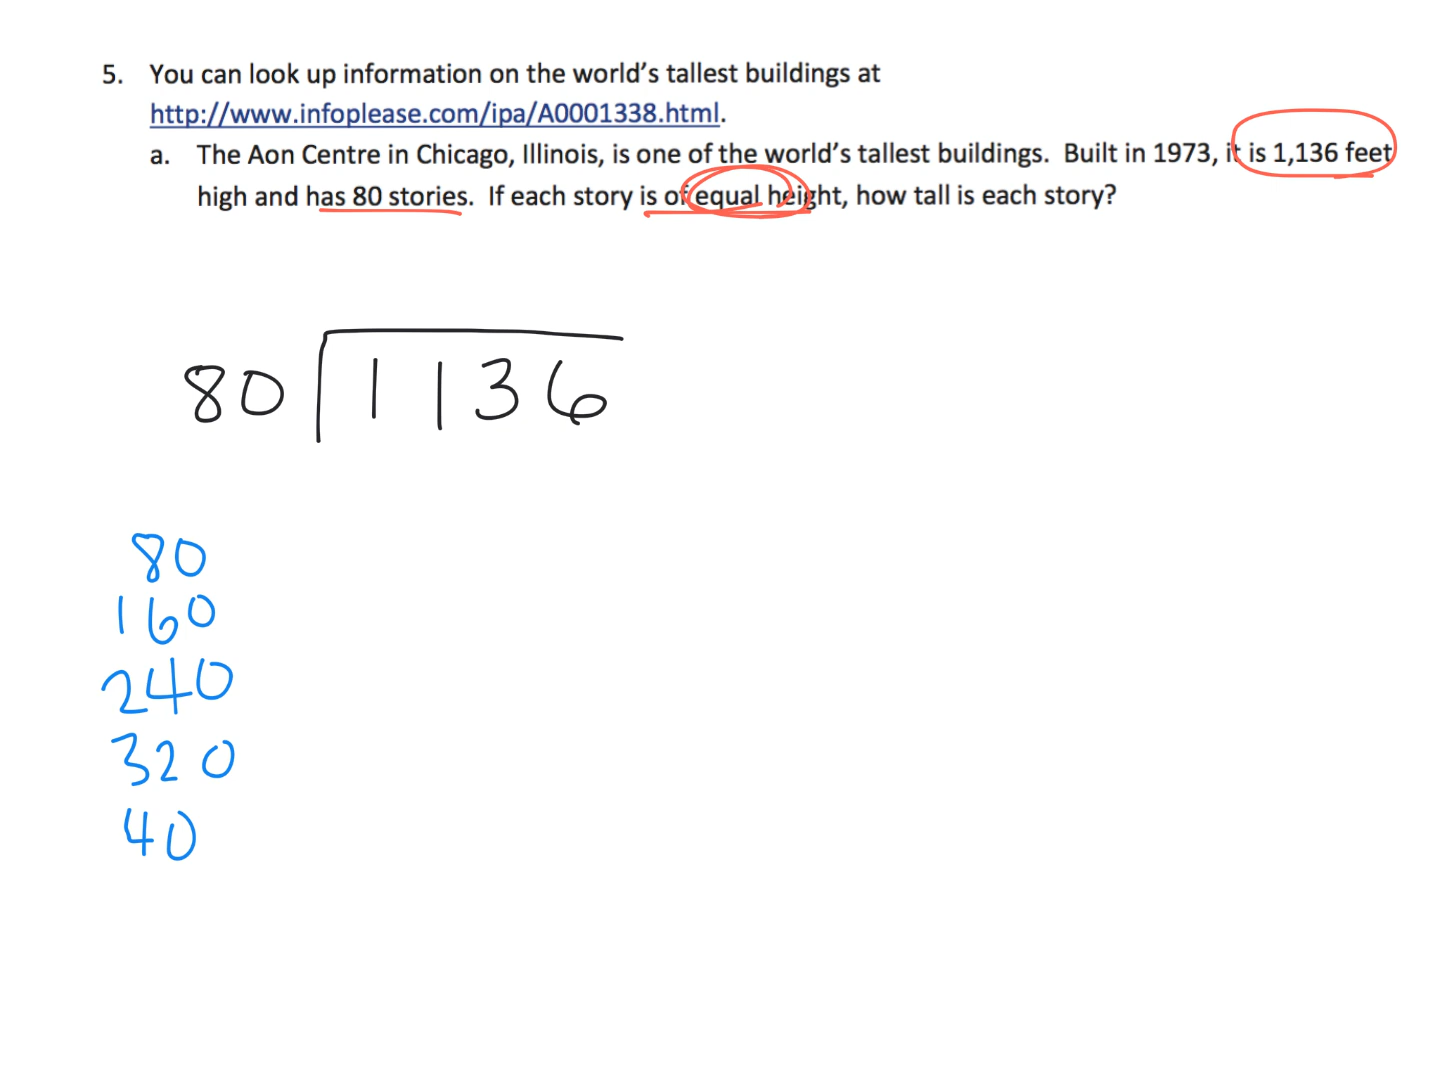 5. You can look up information on the world's tallest buildings at
http://www.infoplease.com/ipa/A0001338.html.
a. The Aon Centre in Chicago, Illinois, is one of the world's tallest buildings. Built in 1973, it is 1,136 feet
high and has 80 stories. If each story is of equal height, how tall is each story?
80 1136
80
160
240
320
40